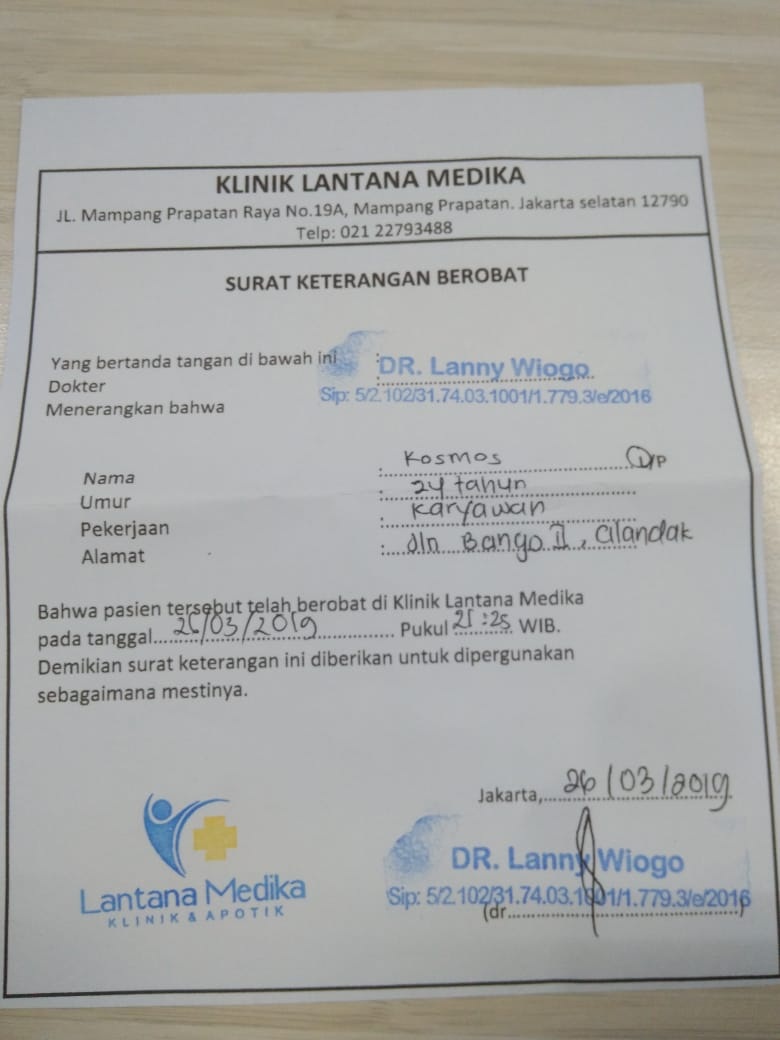 KLINIK LANTANA MEDIKA
JL. Mampang Prapatan Raya No.19A, Mampang Prapatan. Jakarta selatan 12790
Telp: 021 22793488
SURAT KETERANGAN BEROBAT
Yang bertanda tangan di bawah ini
Dokter : DR. Lanny Wiogo
Menerangkan bahwa Sip: 5/2.102/31.74.03.1001/1.779.3/e/2016
Nama : Kosmos L/P
Umur : 24 tahun
Pekerjaan : Karyawan
Alamat : Jln Bango II, Cilandak
Bahwa pasien tersebut telah berobat di Klinik Lantana Medika
pada tanggal 26/03/2019 Pukul 21:25 WIB.
Demikian surat keterangan ini diberikan untuk dipergunakan
sebagaimana mestinya.
Jakarta, 26/03/2019
DR. Lanny Wiogo
Sip: 5/2.102/31.74.03.1001/1.779.3/e/2016
(dr.)
Lantana Medika
KLINIK & APOTIK